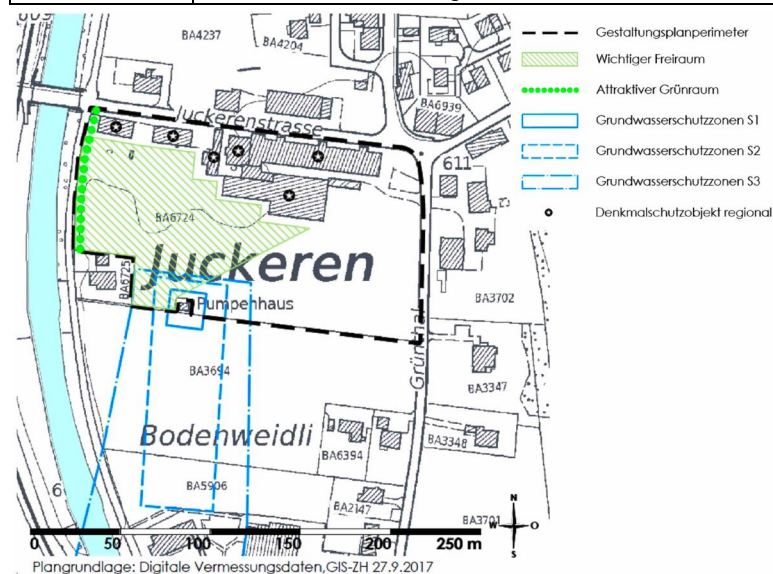 Gestaltungsplanperimeter
Wichtiger Freiraum
Attraktiver Grünraum
Grundwasserschutzzonen S1
Grundwasserschutzzonen S2
Grundwasserschutzzonen S3
Denkmalschutzobjekt regional
BA4237
BA4204
BA6939
Juckerenstrasse
611
BA6724
Juckeren
BA6725
Pumpenhaus
BA3702
Grünthal
BA3694
BA3347
Bodenweidli
BA6394
BA3348
6
BA5906
BA2147
BA3701
N
W O
S
0 50 100 150 200 250 m
Plangrundlage: Digitale Vermessungsdaten,GIS-ZH 27.9.2017